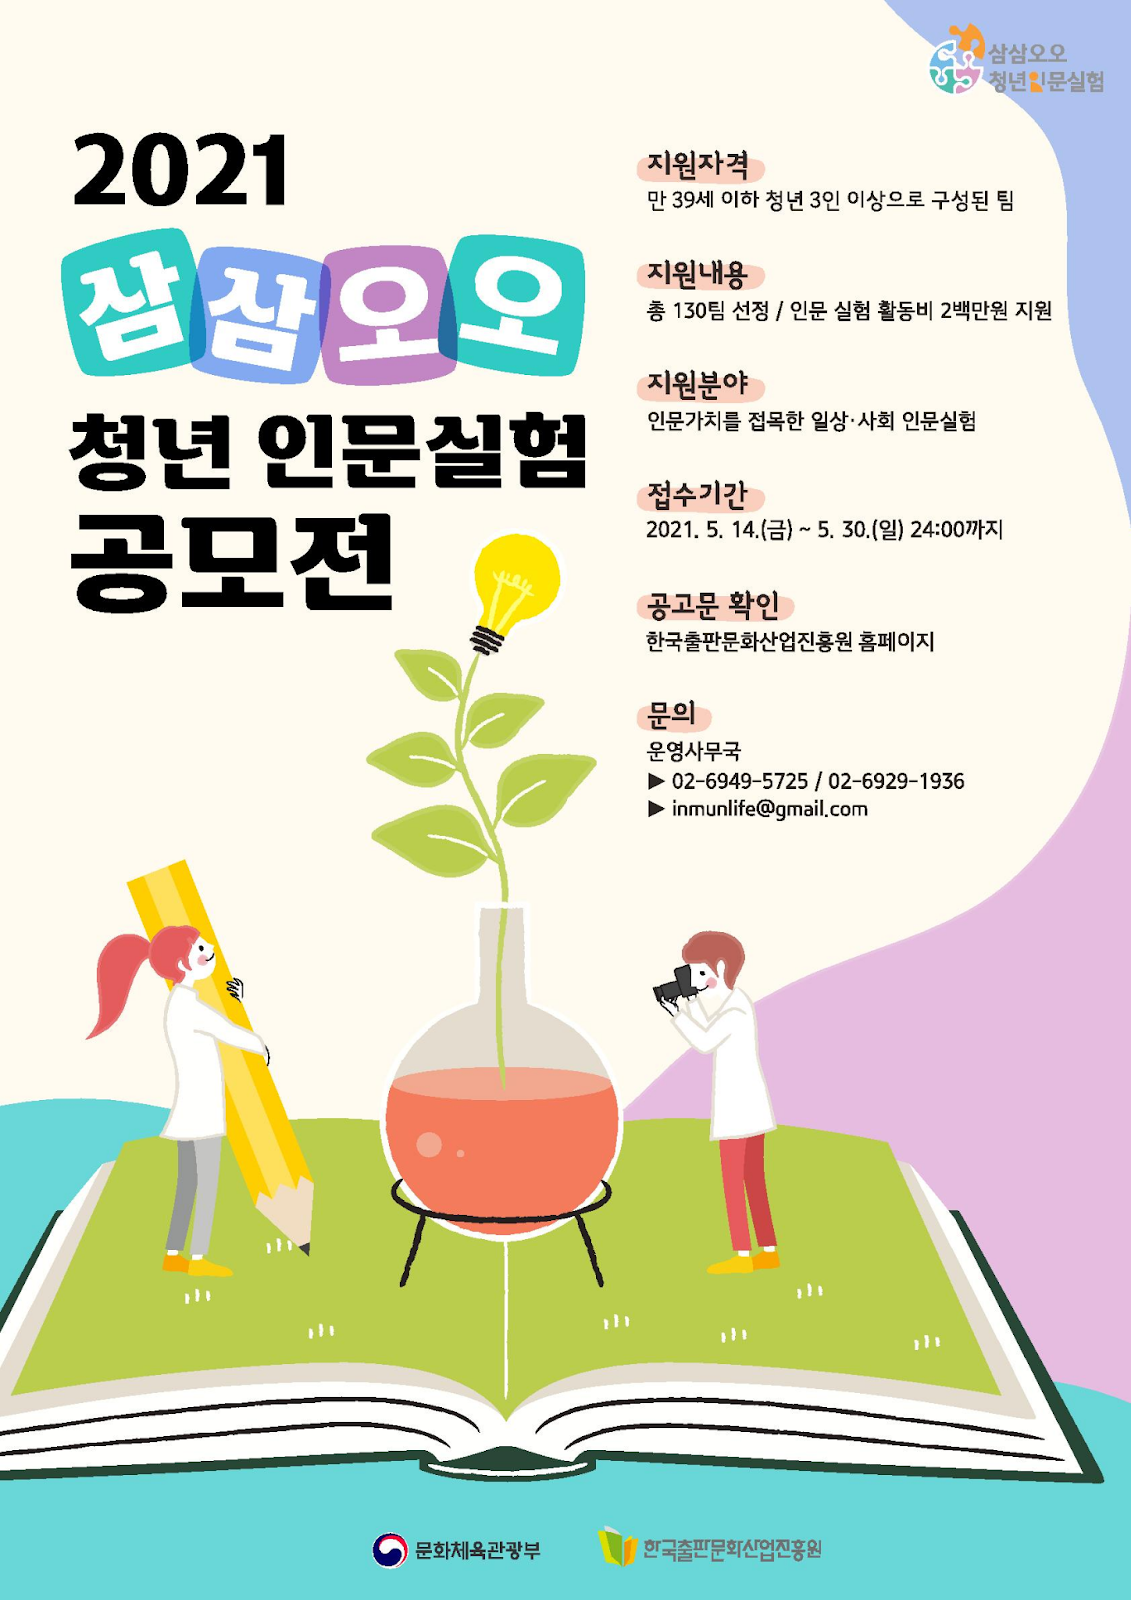 삼삼오오
청년인문실험
2021
삼삼오오
청년 인문실험
공모전
지원자격
만 39세 이하 청년 3인 이상으로 구성된 팀
지원내용
총 130팀 선정 / 인문 실험 활동비 2백만원 지원
지원분야
인문가치를 접목한 일상·사회 인문실험
접수기간
2021. 5. 14.(금) ~ 5. 30.(일) 24:00까지
공고문 확인
한국출판문화산업진흥원 홈페이지
문의
운영사무국
▶ 02-6949-5725 / 02-6929-1936
▶ inmunlife@gmail.com
문화체육관광부
한국출판문화산업진흥원